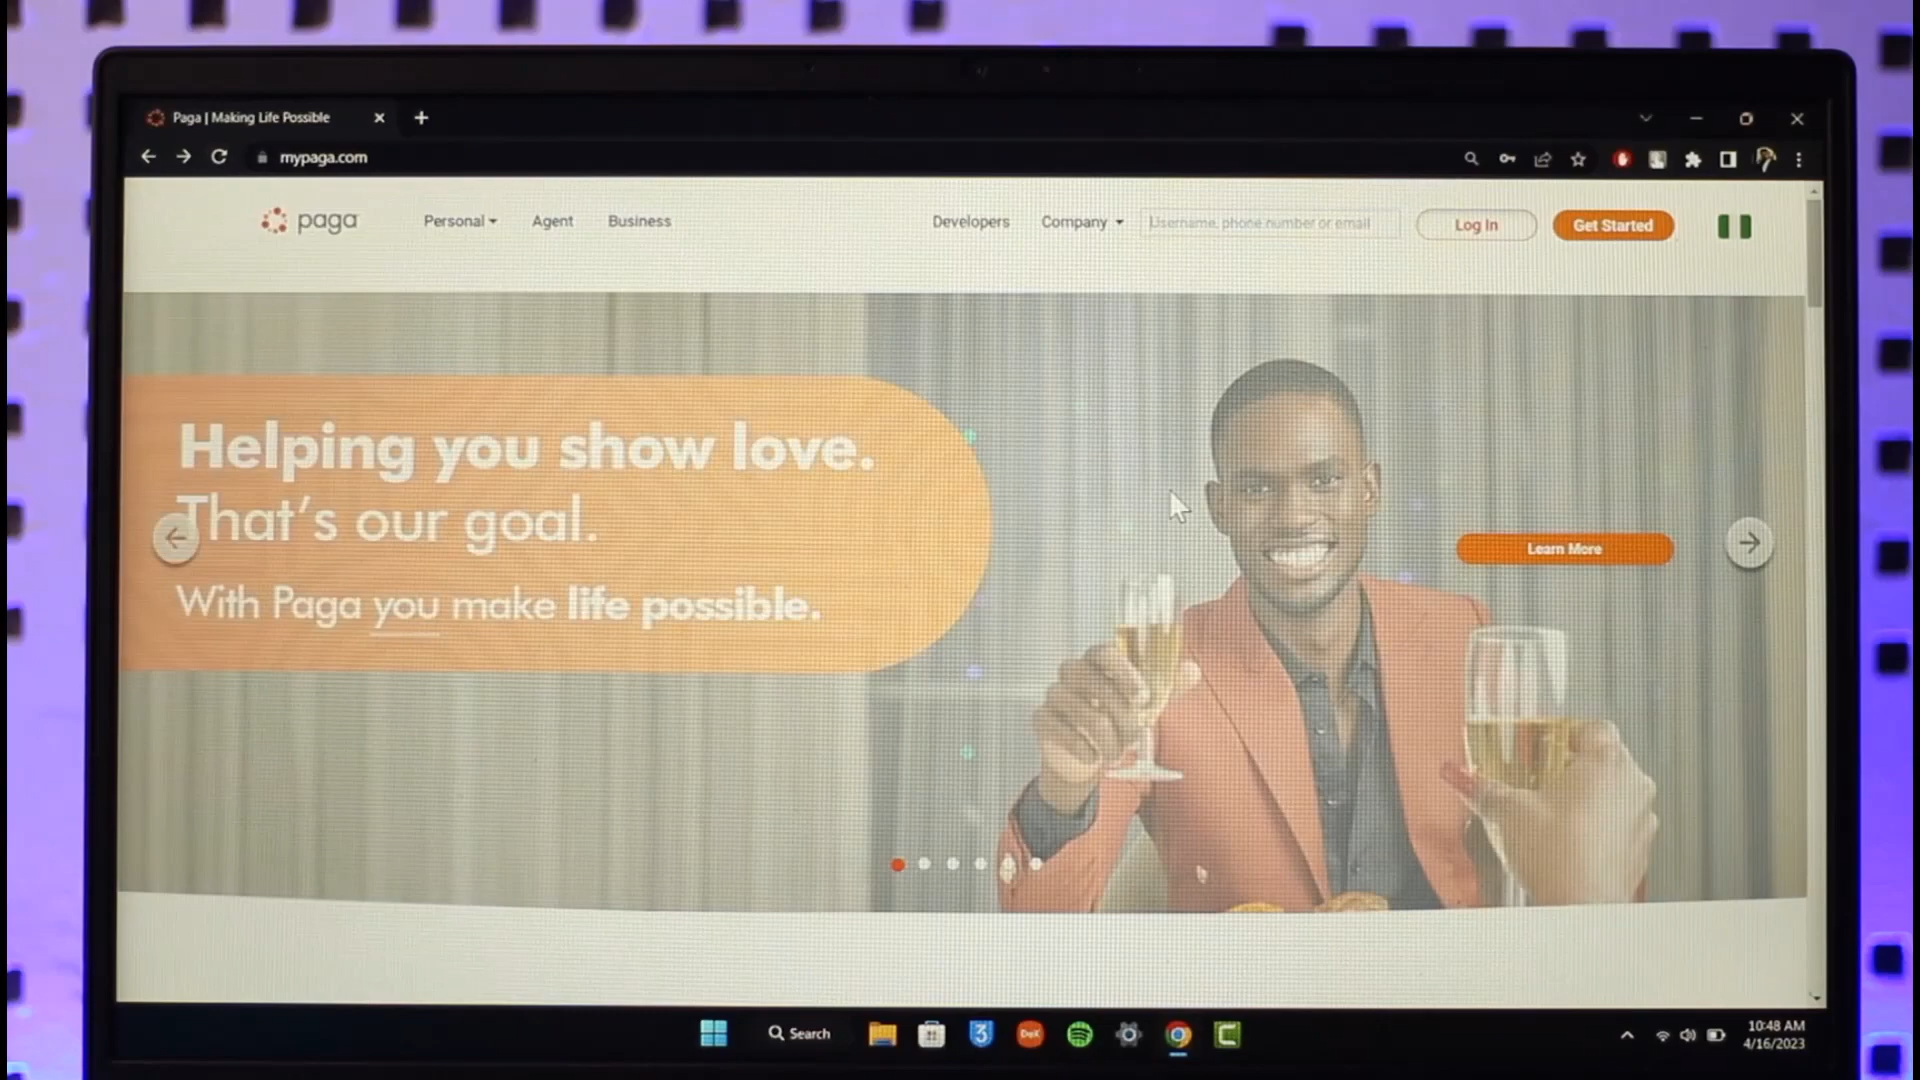 Paga | Making Life Possible
mypaga.com
paga
Personal
Agent
Business
Developers
Company
Username, phone number or email
Log In
Get Started
Helping you show love.
That's our goal.
With Paga you make life possible.
Learn More
Search
3
DeX
10:48 AM
4/16/2023